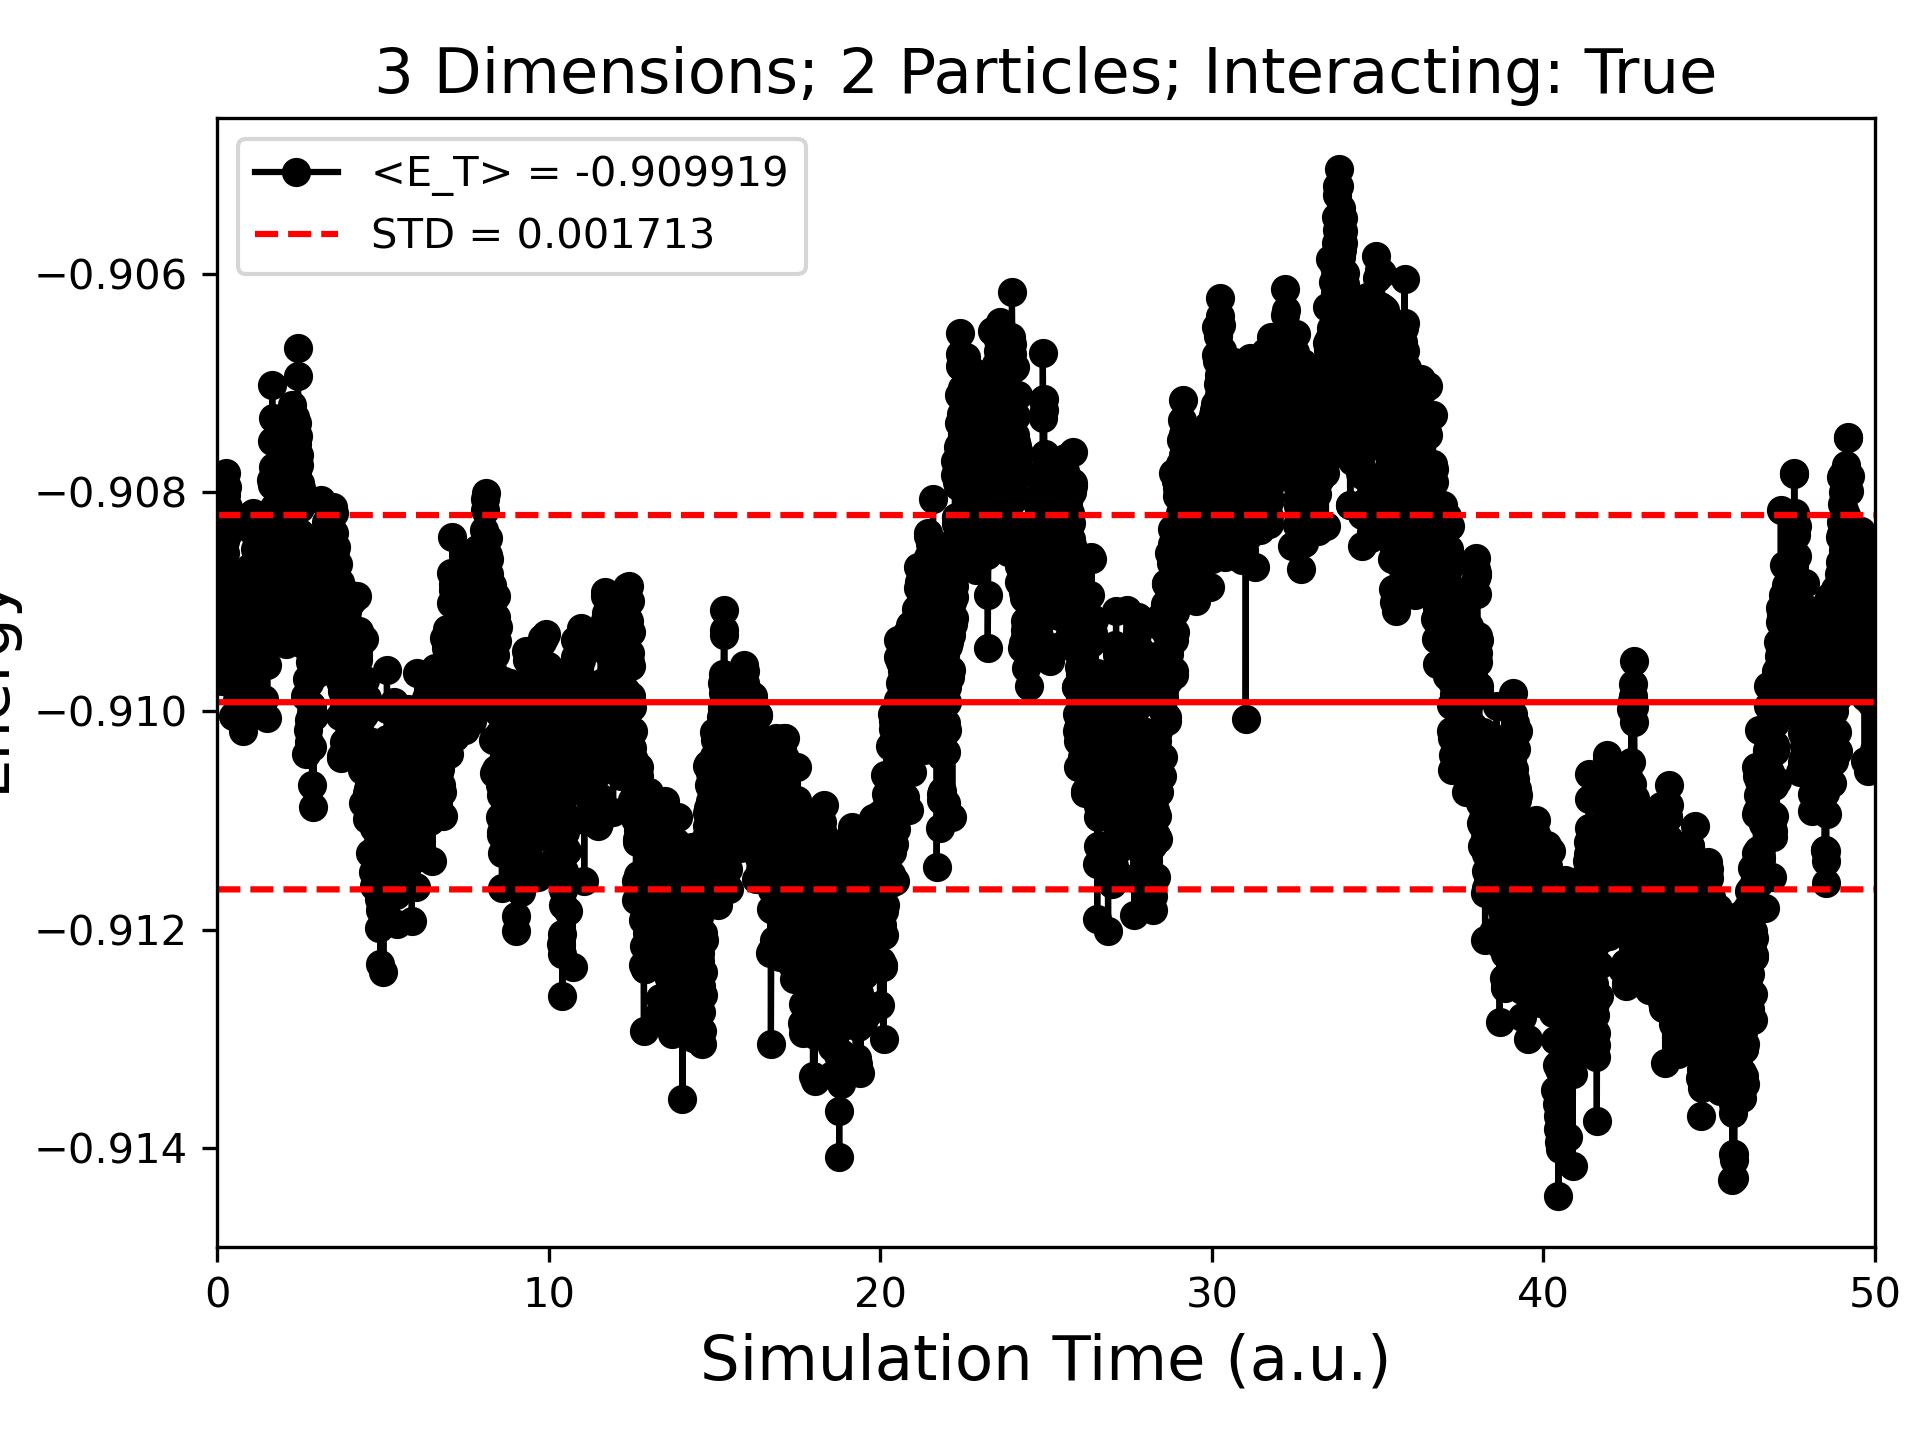 3 Dimensions; 2 Particles; Interacting: True
<E_T> = -0.909919
STD = 0.001713
Energy
−0.906
−0.908
−0.910
−0.912
−0.914
0 10 20 30 40 50
Simulation Time (a.u.)